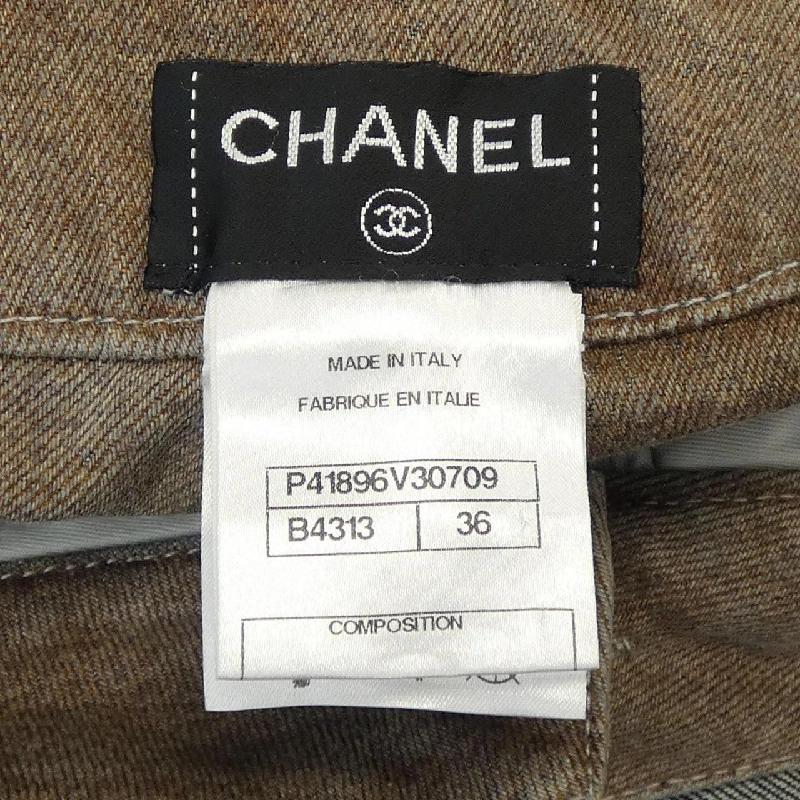 CHANEL
MADE IN ITALY
FABRIQUE EN ITALIE
P41896V30709
B4313 36
COMPOSITION